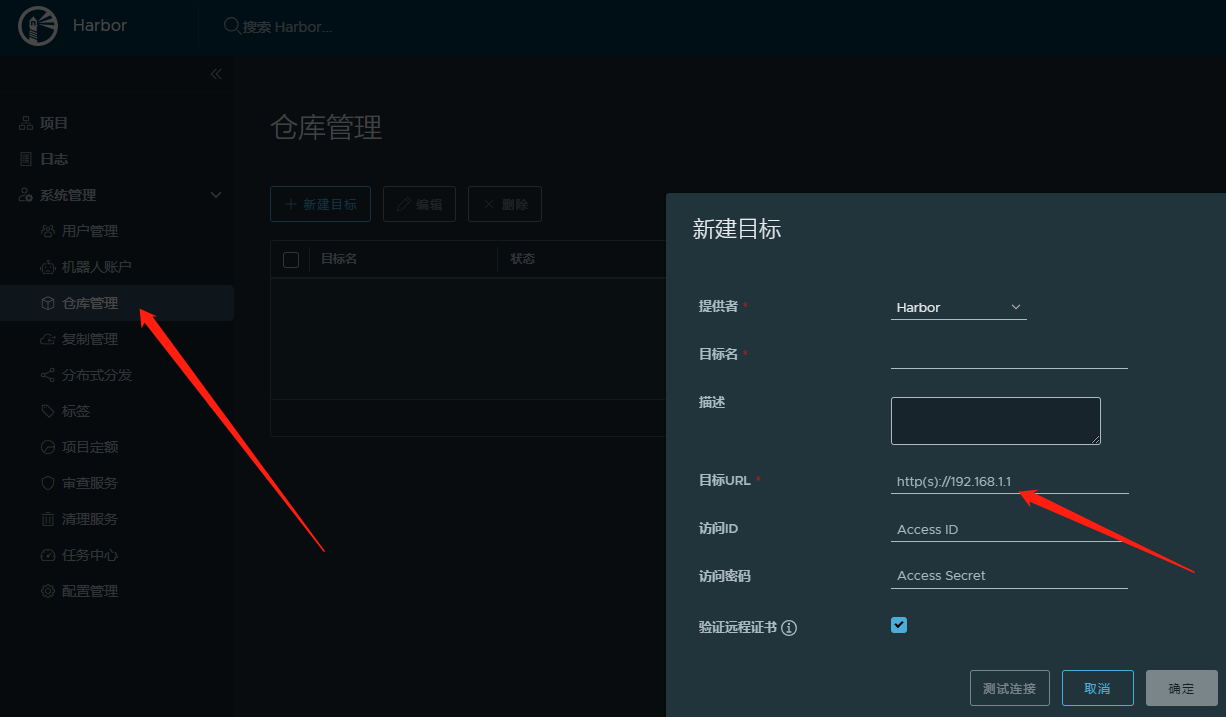 Harbor
搜索 Harbor...
项目
日志
系统管理
用户管理
机器人账户
仓库管理
复制管理
分布式分发
标签
项目定额
审查服务
清理服务
任务中心
配置管理
仓库管理
新建目标
编辑
删除
目标名
状态
新建目标
提供者 *
Harbor
目标名 *
描述
目标URL *
http(s)://192.168.1.1
访问ID
Access ID
访问密码
Access Secret
验证远程证书
测试连接
取消
确定